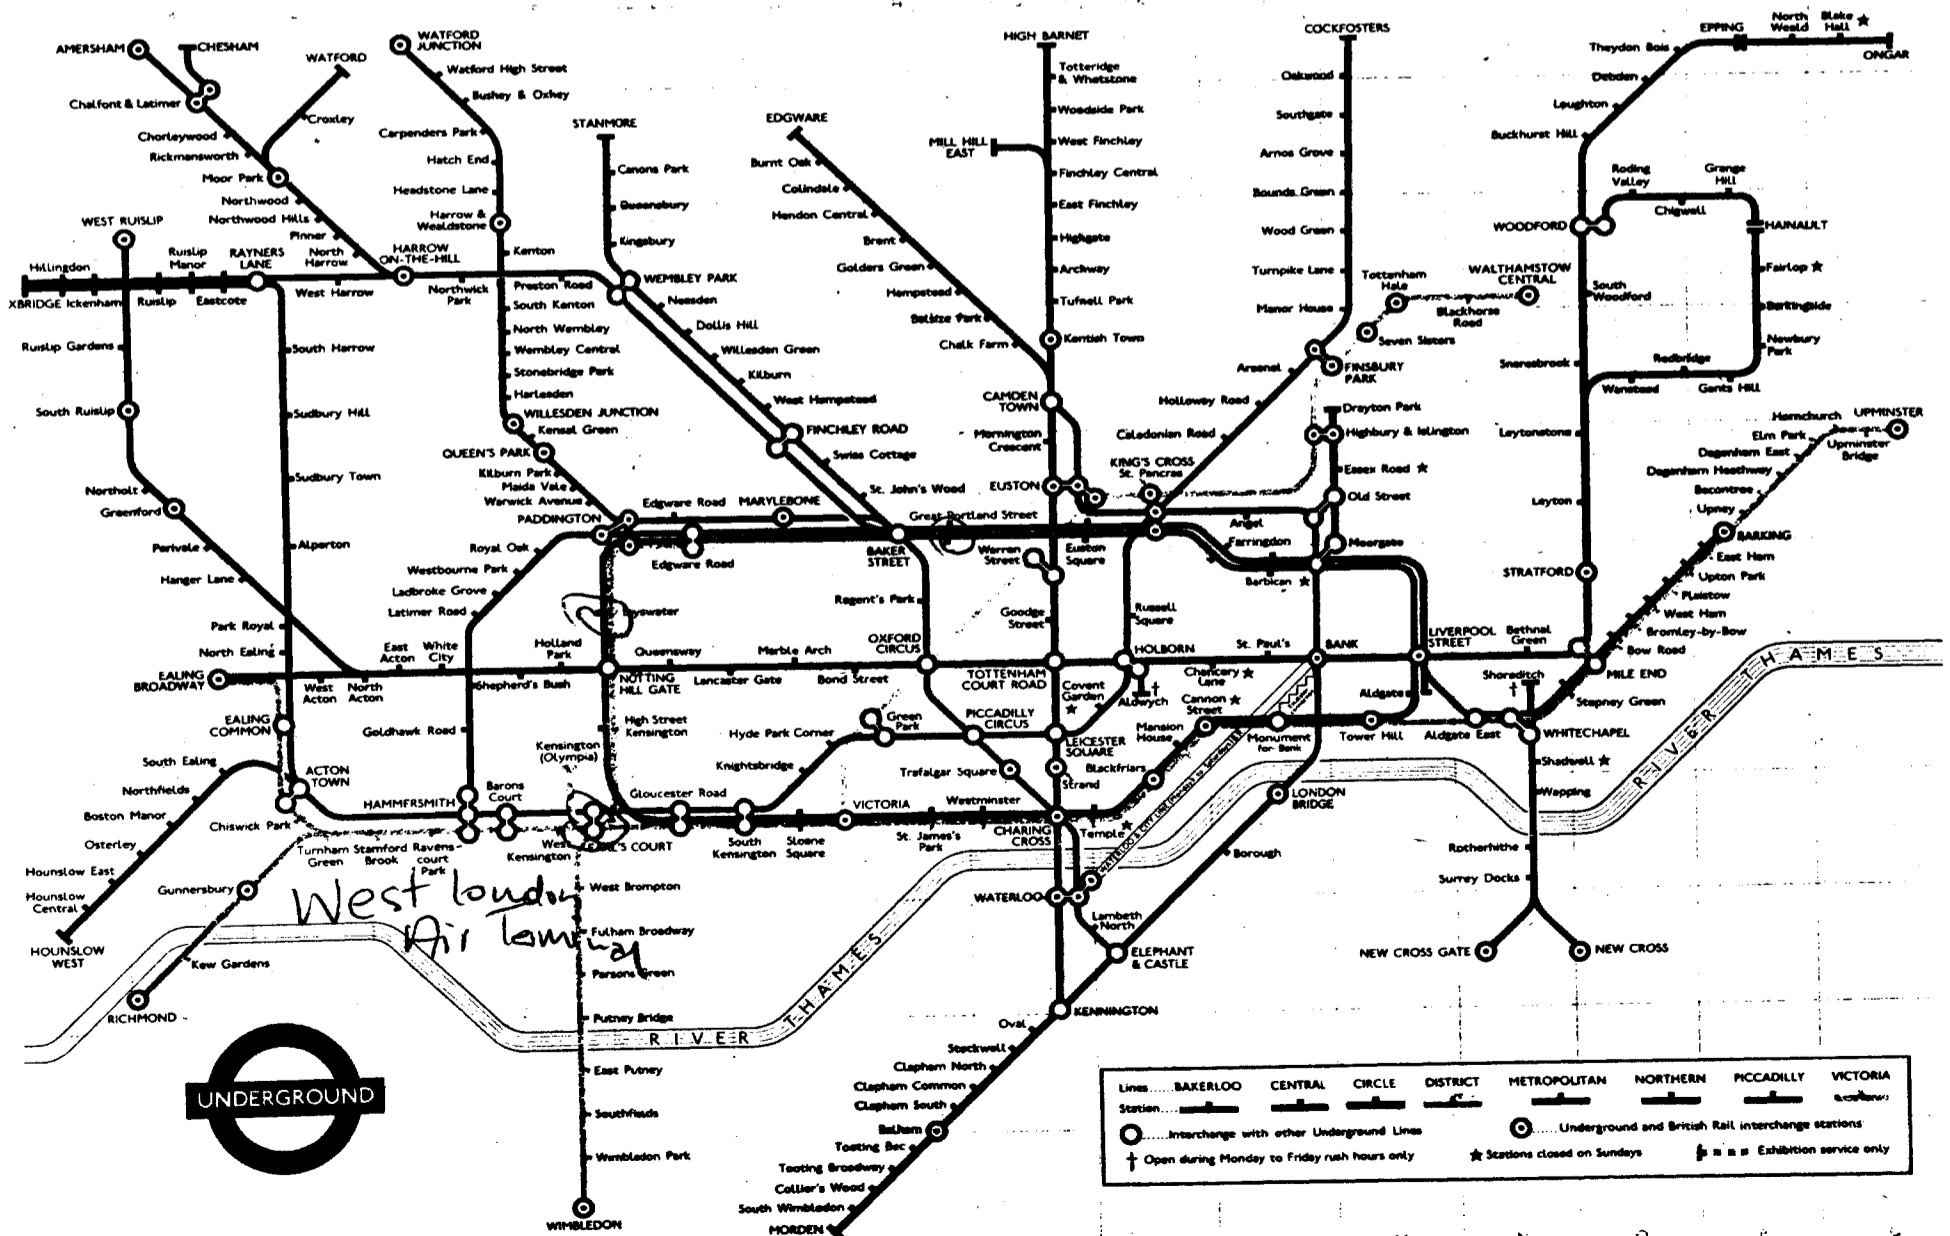 AMERSHAM
CHESHAM
WATFORD
WATFORD
JUNCTION
Watford High Street
Bushey & Oxhey
Chalfont & Latimer
Croxley
Chorleywood
Rickmansworth
Moor Park
Northwood
Northwood Hills
Pinner
North
Harrow
HARROW
ON-THE-HILL
Carpenders Park
Hatch End
Headstone Lane
Harrow &
Wealdstone
Kenton
STANMORE
Canons Park
Queensbury
Kingsbury
WEMBLEY PARK
EDGWARE
Burnt Oak
Colindale
Hendon Central
Brent
Golders Green
Hampstead
Belsize Park
Chalk Farm
HIGH BARNET
Totteridge
& Whetstone
Woodside Park
MILL HILL
EAST
West Finchley
Finchley Central
East Finchley
Highgate
Archway
Tufnell Park
Kentish Town
CAMDEN
TOWN
Mornington
Crescent
EUSTON
COCKFOSTERS
Oakwood
Southgate
Arnos Grove
Bounds Green
Wood Green
Turnpike Lane
Manor House
Arsenal
FINSBURY
PARK
Holloway Road
Caledonian Road
KING'S CROSS
St. Pancras
Tottenham
Hale
Seven Sisters
Blackhorse
Road
WALTHAMSTOW
CENTRAL
Drayton Park
Highbury & Islington
Essex Road ★
Old Street
Moorgate
EPPING
North
Weald
Blake
Hall ★
ONGAR
Theydon Bois
Debden
Loughton
Buckhurst Hill
Roding
Valley
Grange
Hill
Chigwell
WOODFORD
HAINAULT
Fairlop ★
Barkingside
Newbury
Park
South
Woodford
Snaresbrook
Redbridge
Wanstead
Gants Hill
Leytonstone
Leyton
STRATFORD
Hornchurch
UPMINSTER
Upminster
Bridge
Elm Park
Dagenham East
Dagenham Heathway
Becontree
Upney
BARKING
East Ham
Upton Park
Plaistow
West Ham
Bromley-by-Bow
Bow Road
MILE END
Stepney Green
WEST RUISLIP
Hillingdon
Ruislip
Manor
RAYNERS
LANE
XBRIDGE
Ickenham
Ruislip
Eastcote
West Harrow
Northwick
Park
Preston Road
South Kenton
North Wembley
Wembley Central
Stonebridge Park
Harlesden
WILLESDEN JUNCTION
Kensal Green
QUEEN'S PARK
Kilburn Park
Maida Vale
Warwick Avenue
PADDINGTON
Neasden
Dollis Hill
Willesden Green
Kilburn
West Hampstead
FINCHLEY ROAD
Swiss Cottage
St. John's Wood
Ruislip Gardens
South Ruislip
Northolt
Greenford
Perivale
Hanger Lane
South Harrow
Sudbury Hill
Sudbury Town
Alperton
Park Royal
North Ealing
Edgware Road
MARYLEBONE
Great Portland Street
Edgware Road
BAKER
STREET
Warren
Street
Euston
Square
Angel
Farringdon
Barbican ★
Royal Oak
Westbourne Park
Ladbroke Grove
Latimer Road
Regent's Park
Goodge
Street
Russell
Square
EALING
BROADWAY
West
Acton
North
Acton
East
Acton
White
City
Shepherd's Bush
Holland
Park
NOTTING
HILL GATE
Queensway
Lancaster Gate
Marble Arch
Bond Street
OXFORD
CIRCUS
TOTTENHAM
COURT ROAD
HOLBORN
Chancery
Lane ★
St. Paul's
BANK
LIVERPOOL
STREET
Bethnal
Green
Shoreditch
†
EALING
COMMON
ACTON
TOWN
South Ealing
Northfields
Boston Manor
Osterley
Hounslow East
Hounslow
Central
HOUNSLOW
WEST
Chiswick Park
Turnham
Green
Stamford
Brook
Ravens-
court
Park
Goldhawk Road
HAMMERSMITH
Barons
Court
West
Kensington
Kensington
(Olympia)
High Street
Kensington
Gloucester Road
South
Kensington
Knightsbridge
Hyde Park Corner
Green
Park
PICCADILLY
CIRCUS
Covent
Garden
★
†
Aldwych
LEICESTER
SQUARE
Trafalgar Square
Strand
Sloane
Square
VICTORIA
St. James's
Park
Westminster
CHARING
CROSS
Temple ★
Blackfriars
Mansion
House
Cannon ★
Street
Monument
for Bank
Tower Hill
Aldgate
Aldgate East
WHITECHAPEL
Shadwell ★
Wapping
Rotherhithe
Surrey Docks
NEW CROSS GATE
NEW CROSS
LONDON
BRIDGE
Borough
WATERLOO
Lambeth
North
ELEPHANT
& CASTLE
KENNINGTON
Oval
Stockwell
Clapham North
Clapham Common
Clapham South
Balham
Tooting Bec
Tooting Broadway
Collier's Wood
South Wimbledon
MORDEN
Gunnersbury
Kew Gardens
RICHMOND
West Brompton
Fulham Broadway
Parsons Green
Putney Bridge
East Putney
Southfields
Wimbledon Park
WIMBLEDON
West london
Air
RIVER THAMES
RIVER THAMES
UNDERGROUND
Lines BAKERLOO CENTRAL CIRCLE DISTRICT METROPOLITAN NORTHERN PICCADILLY VICTORIA
Station
Interchange with other Underground Lines
Underground and British Rail interchange stations
† Open during Monday to Friday rush hours only
★ Stations closed on Sundays
Exhibition service only